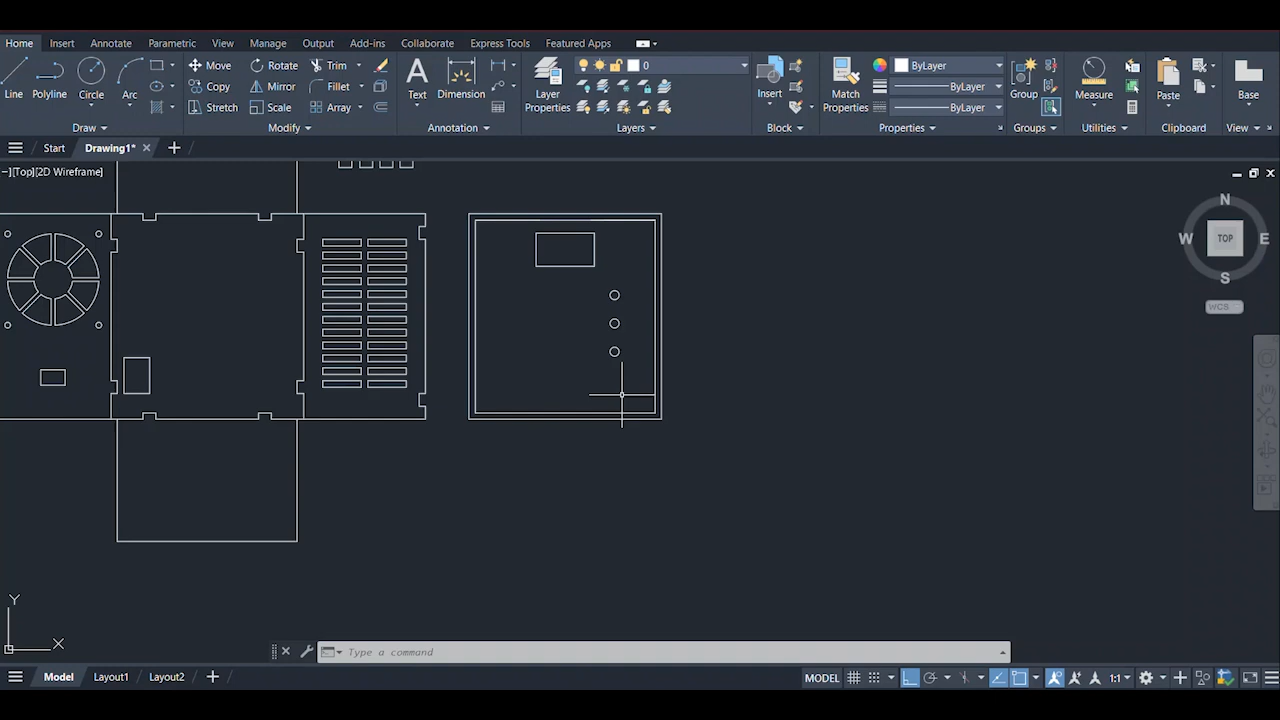 Home Insert Annotate Parametric View Manage Output Add-ins Collaborate Express Tools Featured Apps
Line Polyline Circle Arc
Move Rotate Trim
Copy Mirror Fillet
Stretch Scale Array
Text Dimension
Layer Properties
0
Insert
Match Properties
ByLayer
ByLayer
ByLayer
Group Measure Paste Base
Draw Modify Annotation Layers Block Properties Groups Utilities Clipboard View
Start Drawing1*
−][Top][2D Wireframe]
N
W TOP E
S
WCS
Y
X
Type a command
Model Layout1 Layout2
MODEL 1:1